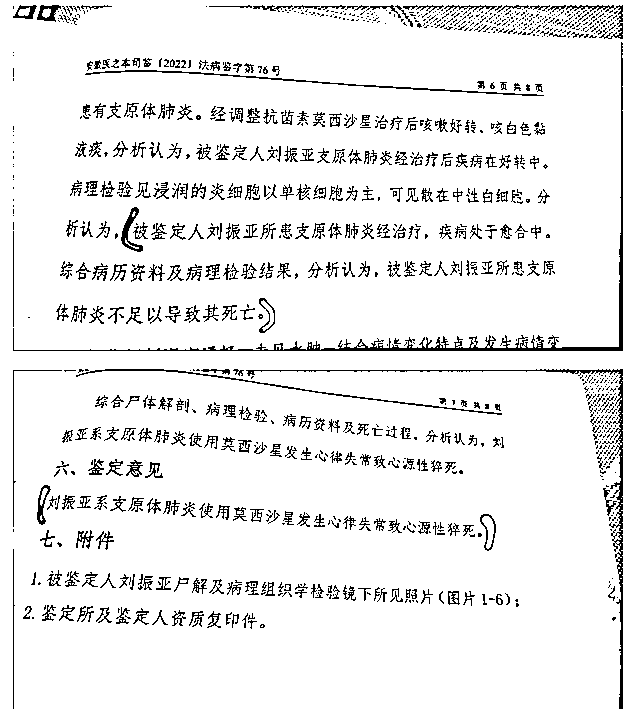 安徽医之本司鉴〔2022〕法病鉴字第76号
第6页 共8页
患有支原体肺炎。经调整抗菌素莫西沙星治疗后咳嗽好转、咳白色黏
液痰，分析认为，被鉴定人刘振亚支原体肺炎经治疗后疾病在好转中。
病理检验见浸润的炎细胞以单核细胞为主，可见散在中性白细胞。分
析认为，被鉴定人刘振亚所患支原体肺炎经治疗，疾病处于愈合中。
综合病历资料及病理检验结果，分析认为，被鉴定人刘振亚所患支原
体肺炎不足以导致其死亡。
结合病情变化特点及发生病情变
76号
第7页 共8页
综合尸体解剖、病理检验、病历资料及死亡过程，分析认为，刘
振亚系支原体肺炎使用莫西沙星发生心律失常致心源性猝死。
六、鉴定意见
刘振亚系支原体肺炎使用莫西沙星发生心律失常致心源性猝死。
七、附件
1.被鉴定人刘振亚尸解及病理组织学检验镜下所见照片(图片1-6)；
2.鉴定所及鉴定人资质复印件。